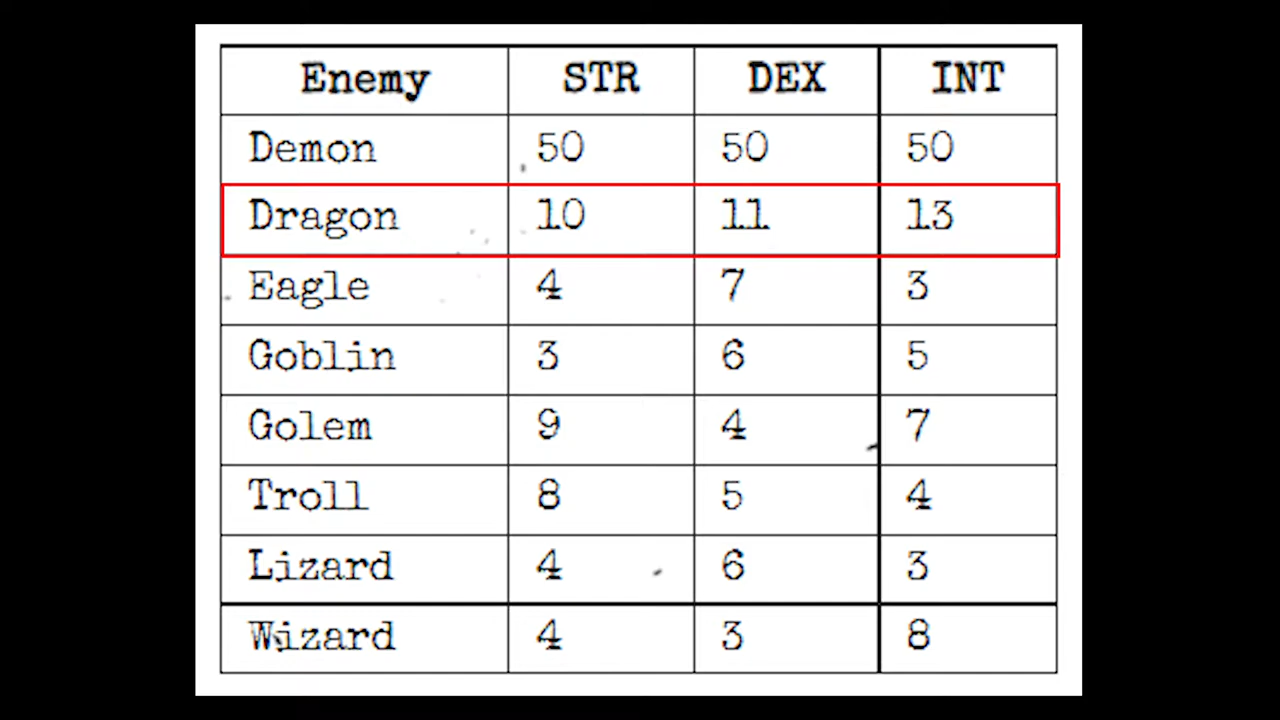 Enemy STR DEX INT
Demon 50 50 50
Dragon 10 11 13
Eagle 4 7 3
Goblin 3 6 5
Golem 9 4 7
Troll 8 5 4
Lizard 4 6 3
Wizard 4 3 8